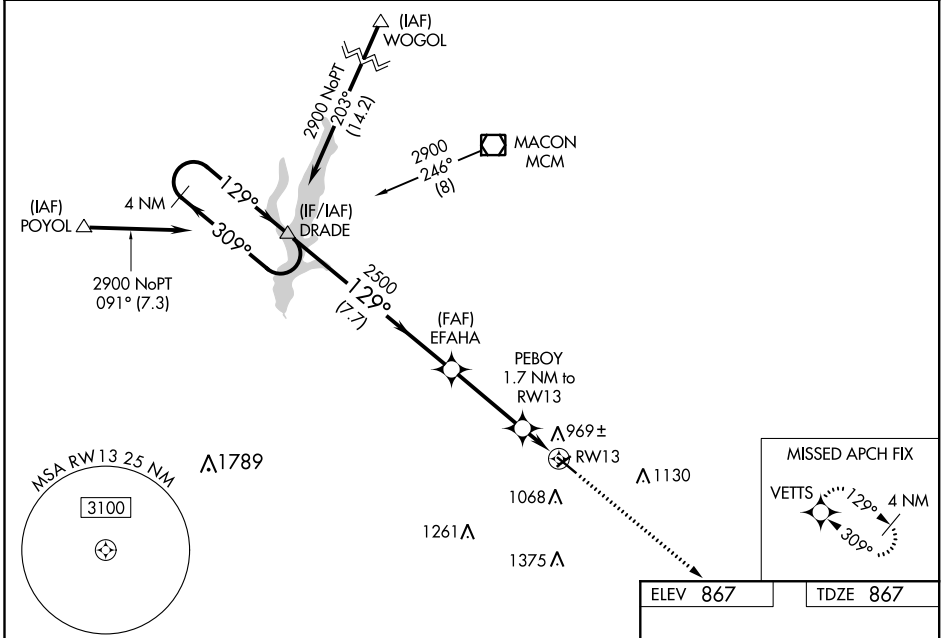 (IAF)
WOGOL
2900 NoPT
203°
(14.2)
2900
246°
(8)
MACON
MCM
4 NM
129°
309°
(IF/IAF)
DRADE
(IAF)
POYOL
2900 NoPT
091° (7.3)
2500
129°
(7.7)
(FAF)
EFAHA
PEBOY
1.7 NM to
RW13
969±
RW13
1130
1068
1261
1375
1789
MSA RW13 25 NM
3100
MISSED APCH FIX
VETTS
129°
4 NM
309°
ELEV 867
TDZE 867